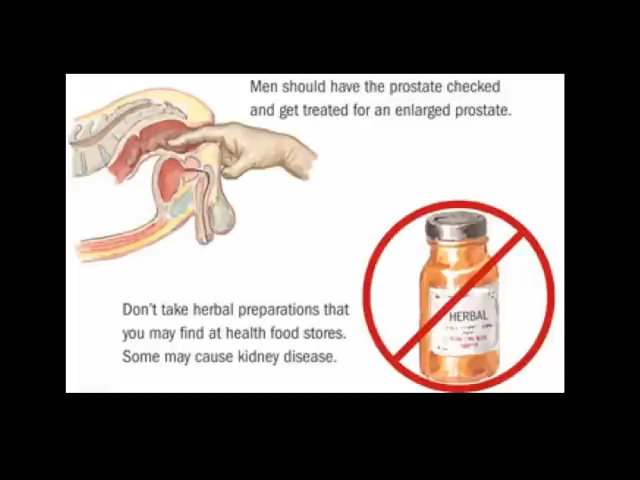 Men should have the prostate checked
and get treated for an enlarged prostate.
Don't take herbal preparations that
you may find at health food stores.
Some may cause kidney disease.
HERBAL